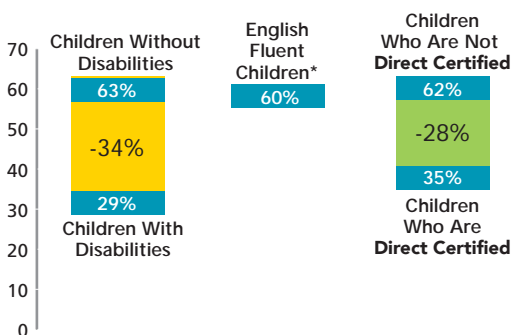 70
60
50
40
30
20
10
0
Children Without
Disabilities
63%
-34%
29%
Children With
Disabilities
English
Fluent
Children*
60%
Children
Who Are Not
Direct Certified
62%
-28%
35%
Children
Who Are
Direct Certified